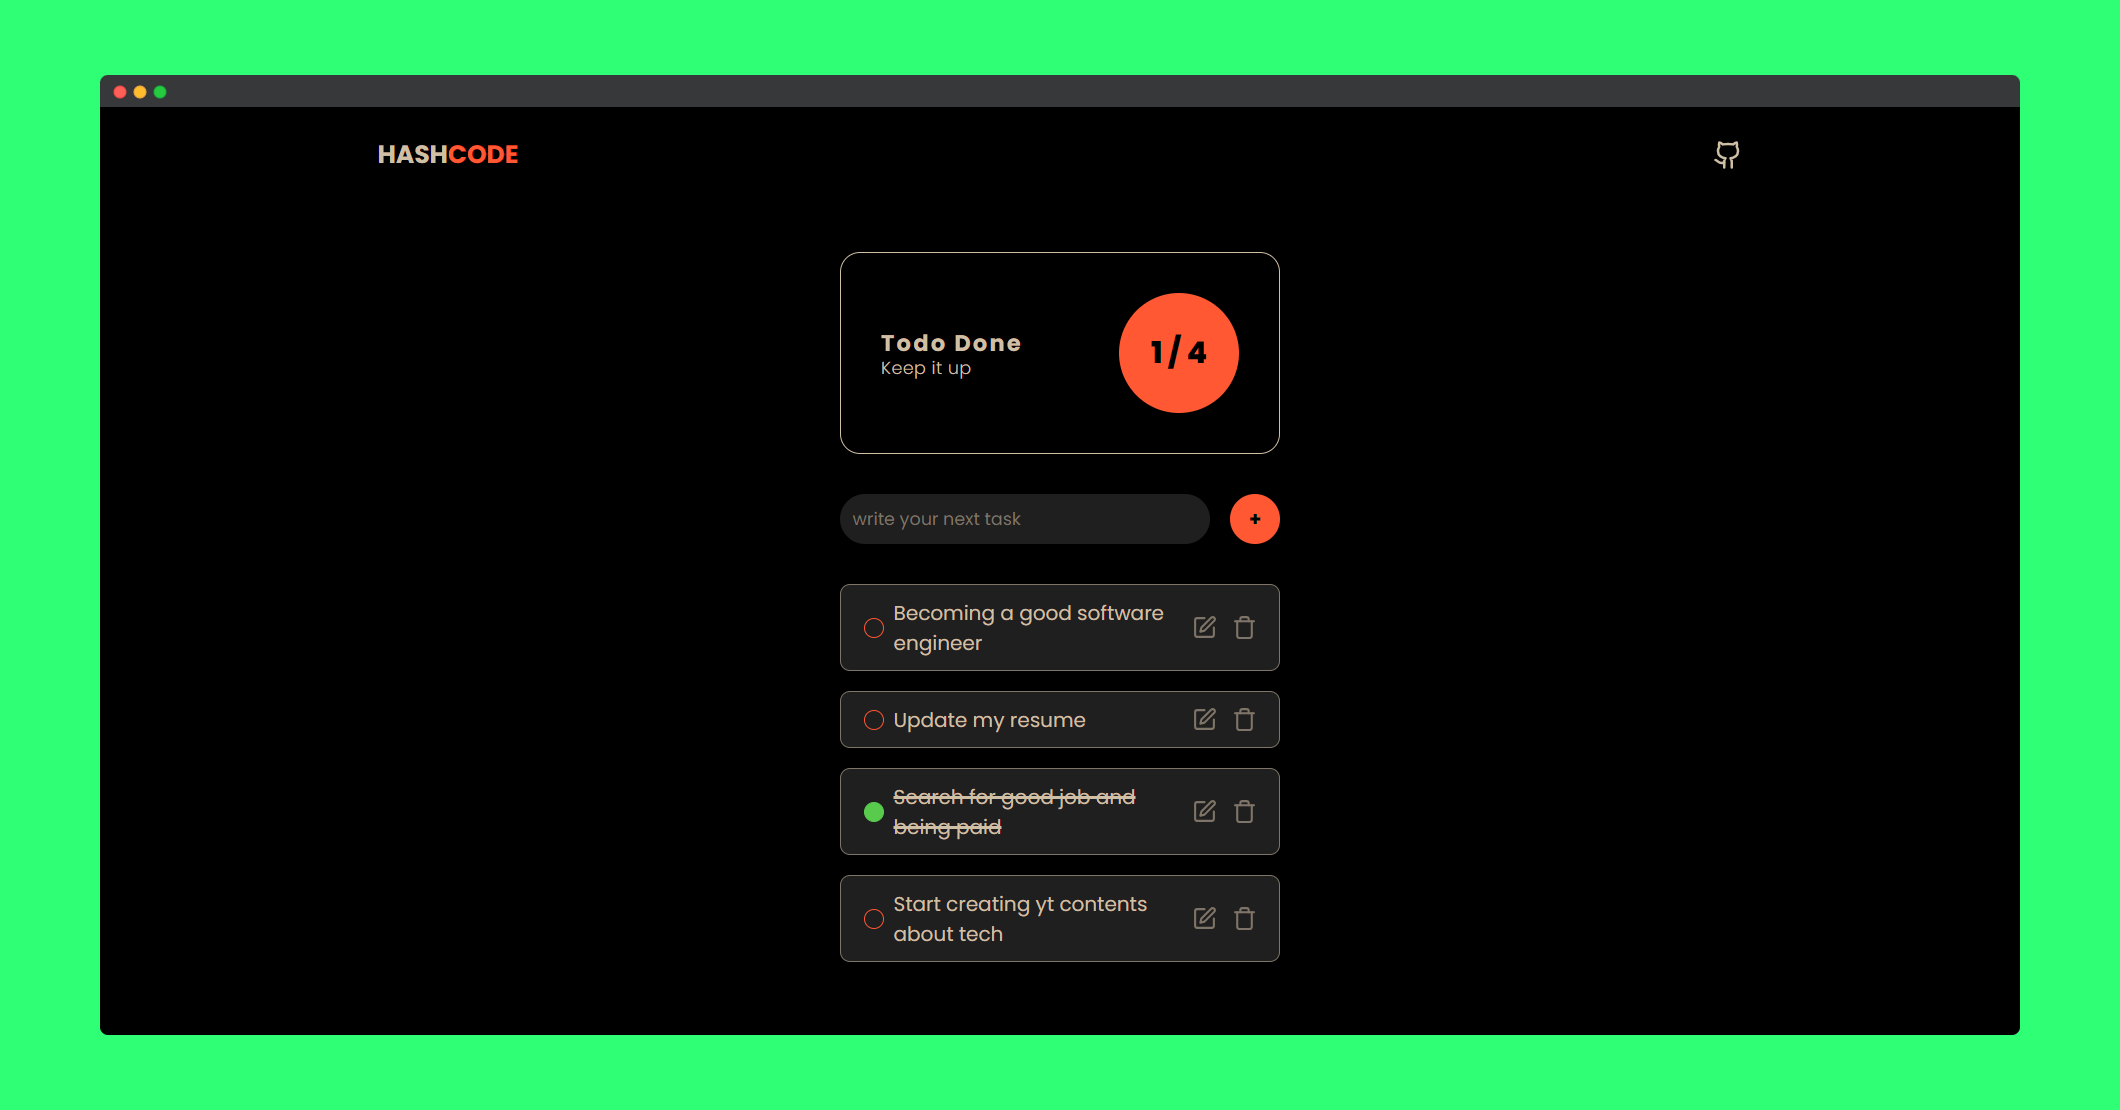 HASHCODE
Todo Done
Keep it up
1/4
write your next task
+
Becoming a good software
engineer
Update my resume
Search for good job and
being paid
Start creating yt contents
about tech